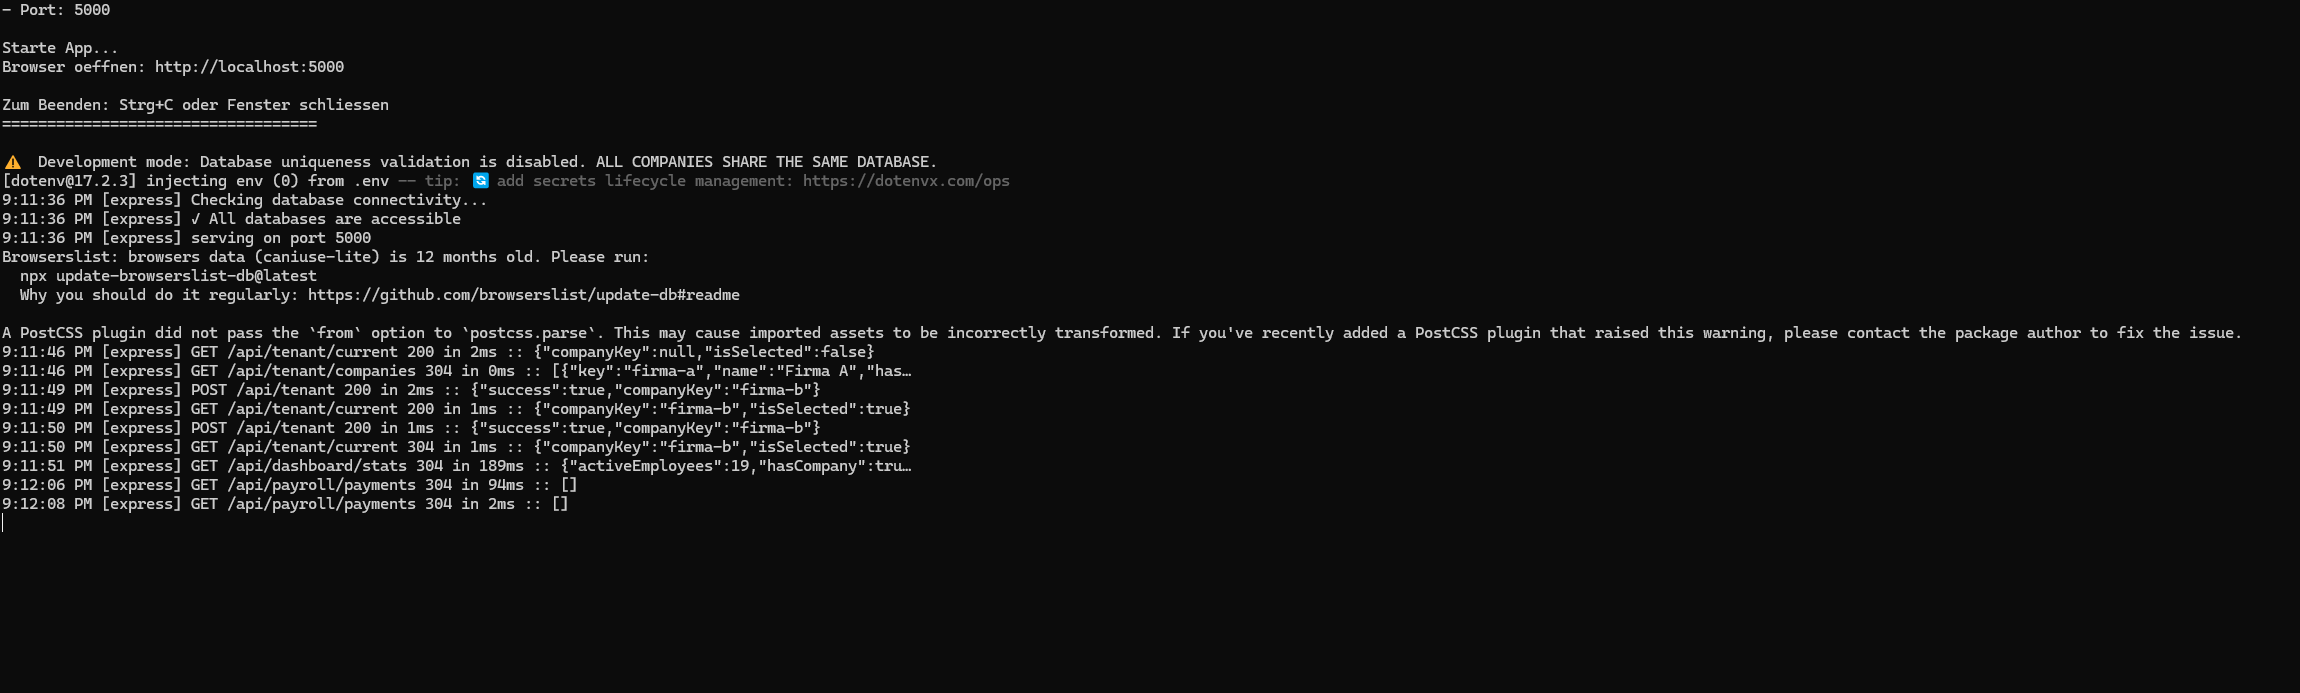 - Port: 5000
Starte App...
Browser oeffnen: http://localhost:5000
Zum Beenden: Strg+C oder Fenster schliessen
===================================
⚠️ Development mode: Database uniqueness validation is disabled. ALL COMPANIES SHARE THE SAME DATABASE.
[dotenv@17.2.3] injecting env (0) from .env -- tip: 🔄 add secrets lifecycle management: https://dotenvx.com/ops
9:11:36 PM [express] Checking database connectivity...
9:11:36 PM [express] √ All databases are accessible
9:11:36 PM [express] serving on port 5000
Browserslist: browsers data (caniuse-lite) is 12 months old. Please run:
  npx update-browserslist-db@latest
  Why you should do it regularly: https://github.com/browserslist/update-db#readme
A PostCSS plugin did not pass the `from` option to `postcss.parse`. This may cause imported assets to be incorrectly transformed. If you've recently added a PostCSS plugin that raised this warning, please contact the package author to fix the issue.
9:11:46 PM [express] GET /api/tenant/current 200 in 2ms :: {"companyKey":null,"isSelected":false}
9:11:46 PM [express] GET /api/tenant/companies 304 in 0ms :: [{"key":"firma-a","name":"Firma A","has…
9:11:49 PM [express] POST /api/tenant 200 in 2ms :: {"success":true,"companyKey":"firma-b"}
9:11:49 PM [express] GET /api/tenant/current 200 in 1ms :: {"companyKey":"firma-b","isSelected":true}
9:11:50 PM [express] POST /api/tenant 200 in 1ms :: {"success":true,"companyKey":"firma-b"}
9:11:50 PM [express] GET /api/tenant/current 304 in 1ms :: {"companyKey":"firma-b","isSelected":true}
9:11:51 PM [express] GET /api/dashboard/stats 304 in 189ms :: {"activeEmployees":19,"hasCompany":tru…
9:12:06 PM [express] GET /api/payroll/payments 304 in 94ms :: []
9:12:08 PM [express] GET /api/payroll/payments 304 in 2ms :: []